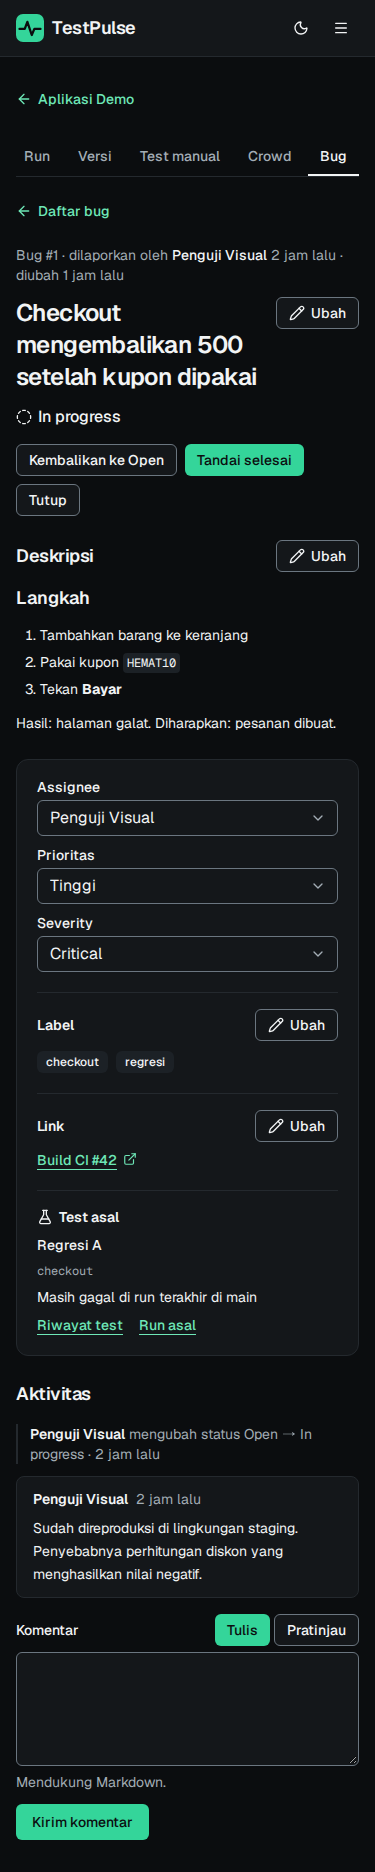 TestPulse
Aplikasi Demo
Run Versi Test manual Crowd Bug
Daftar bug
Bug #1 · dilaporkan oleh Penguji Visual 2 jam lalu ·
diubah 1 jam lalu
Checkout
mengembalikan 500
setelah kupon dipakai
Ubah
In progress
Kembalikan ke Open Tandai selesai
Tutup
Deskripsi Ubah
Langkah
1. Tambahkan barang ke keranjang
2. Pakai kupon HEMAT10
3. Tekan Bayar
Hasil: halaman galat. Diharapkan: pesanan dibuat.
Assignee
Penguji Visual
Prioritas
Tinggi
Severity
Critical
Label Ubah
checkout regresi
Link Ubah
Build CI #42
Test asal
Regresi A
checkout
Masih gagal di run terakhir di main
Riwayat test Run asal
Aktivitas
Penguji Visual mengubah status Open → In
progress · 2 jam lalu
Penguji Visual 2 jam lalu
Sudah direproduksi di lingkungan staging.
Penyebabnya perhitungan diskon yang
menghasilkan nilai negatif.
Komentar Tulis Pratinjau
Mendukung Markdown.
Kirim komentar